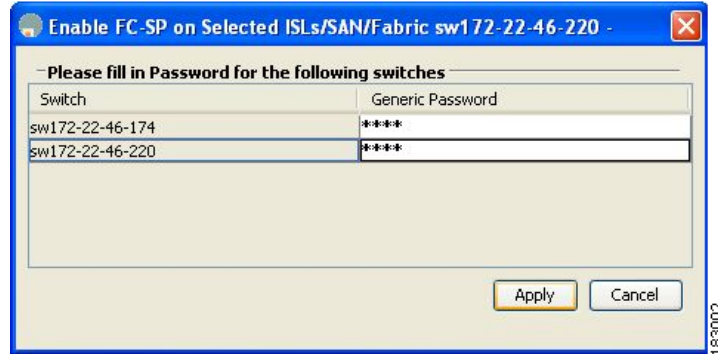 Enable FC-SP on Selected ISLs/SAN/Fabric sw172-22-46-220 -
Please fill in Password for the following switches
Switch Generic Password
sw172-22-46-174 ****
sw172-22-46-220 ****
Apply Cancel
183002